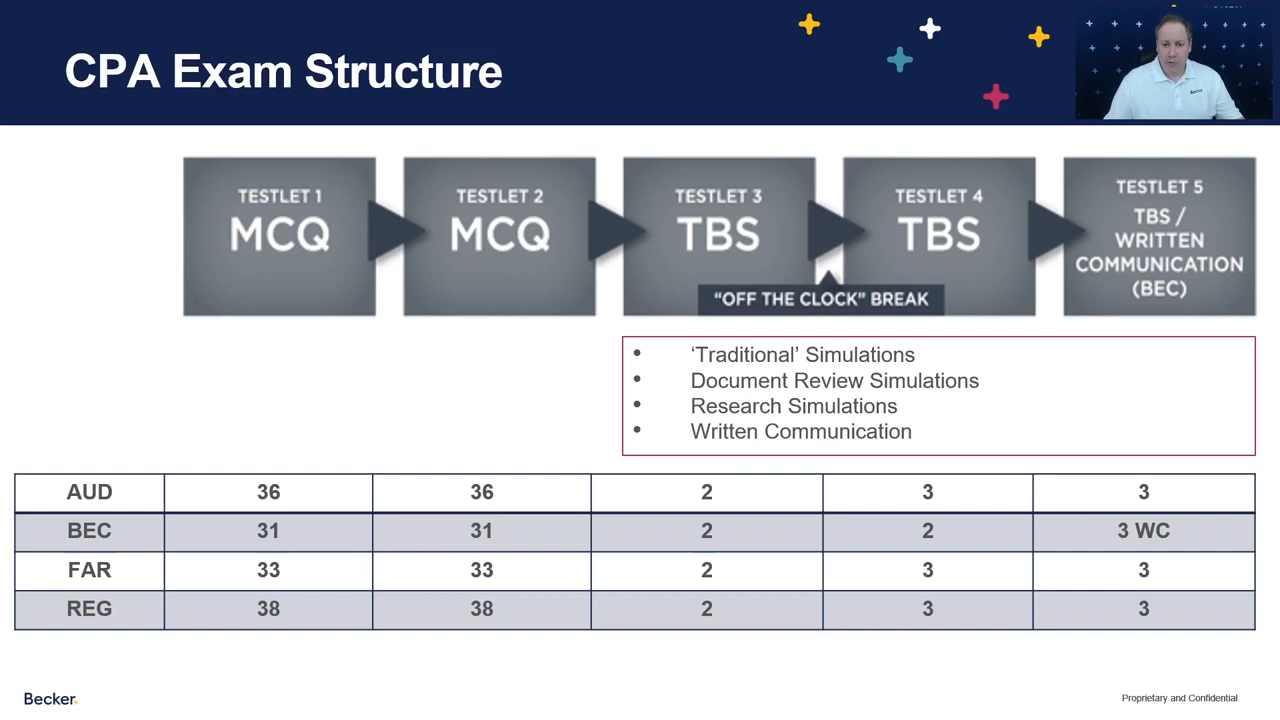 CPA Exam Structure
Becker
TESTLET 1
MCQ
TESTLET 2
MCQ
TESTLET 3
TBS
TESTLET 4
TBS
TESTLET 5
TBS /
WRITTEN
COMMUNICATION
(BEC)
"OFF THE CLOCK" BREAK
• ‘Traditional’ Simulations
• Document Review Simulations
• Research Simulations
• Written Communication
AUD 36 36 2 3 3
BEC 31 31 2 2 3 WC
FAR 33 33 2 3 3
REG 38 38 2 3 3
Becker.
Proprietary and Confidential